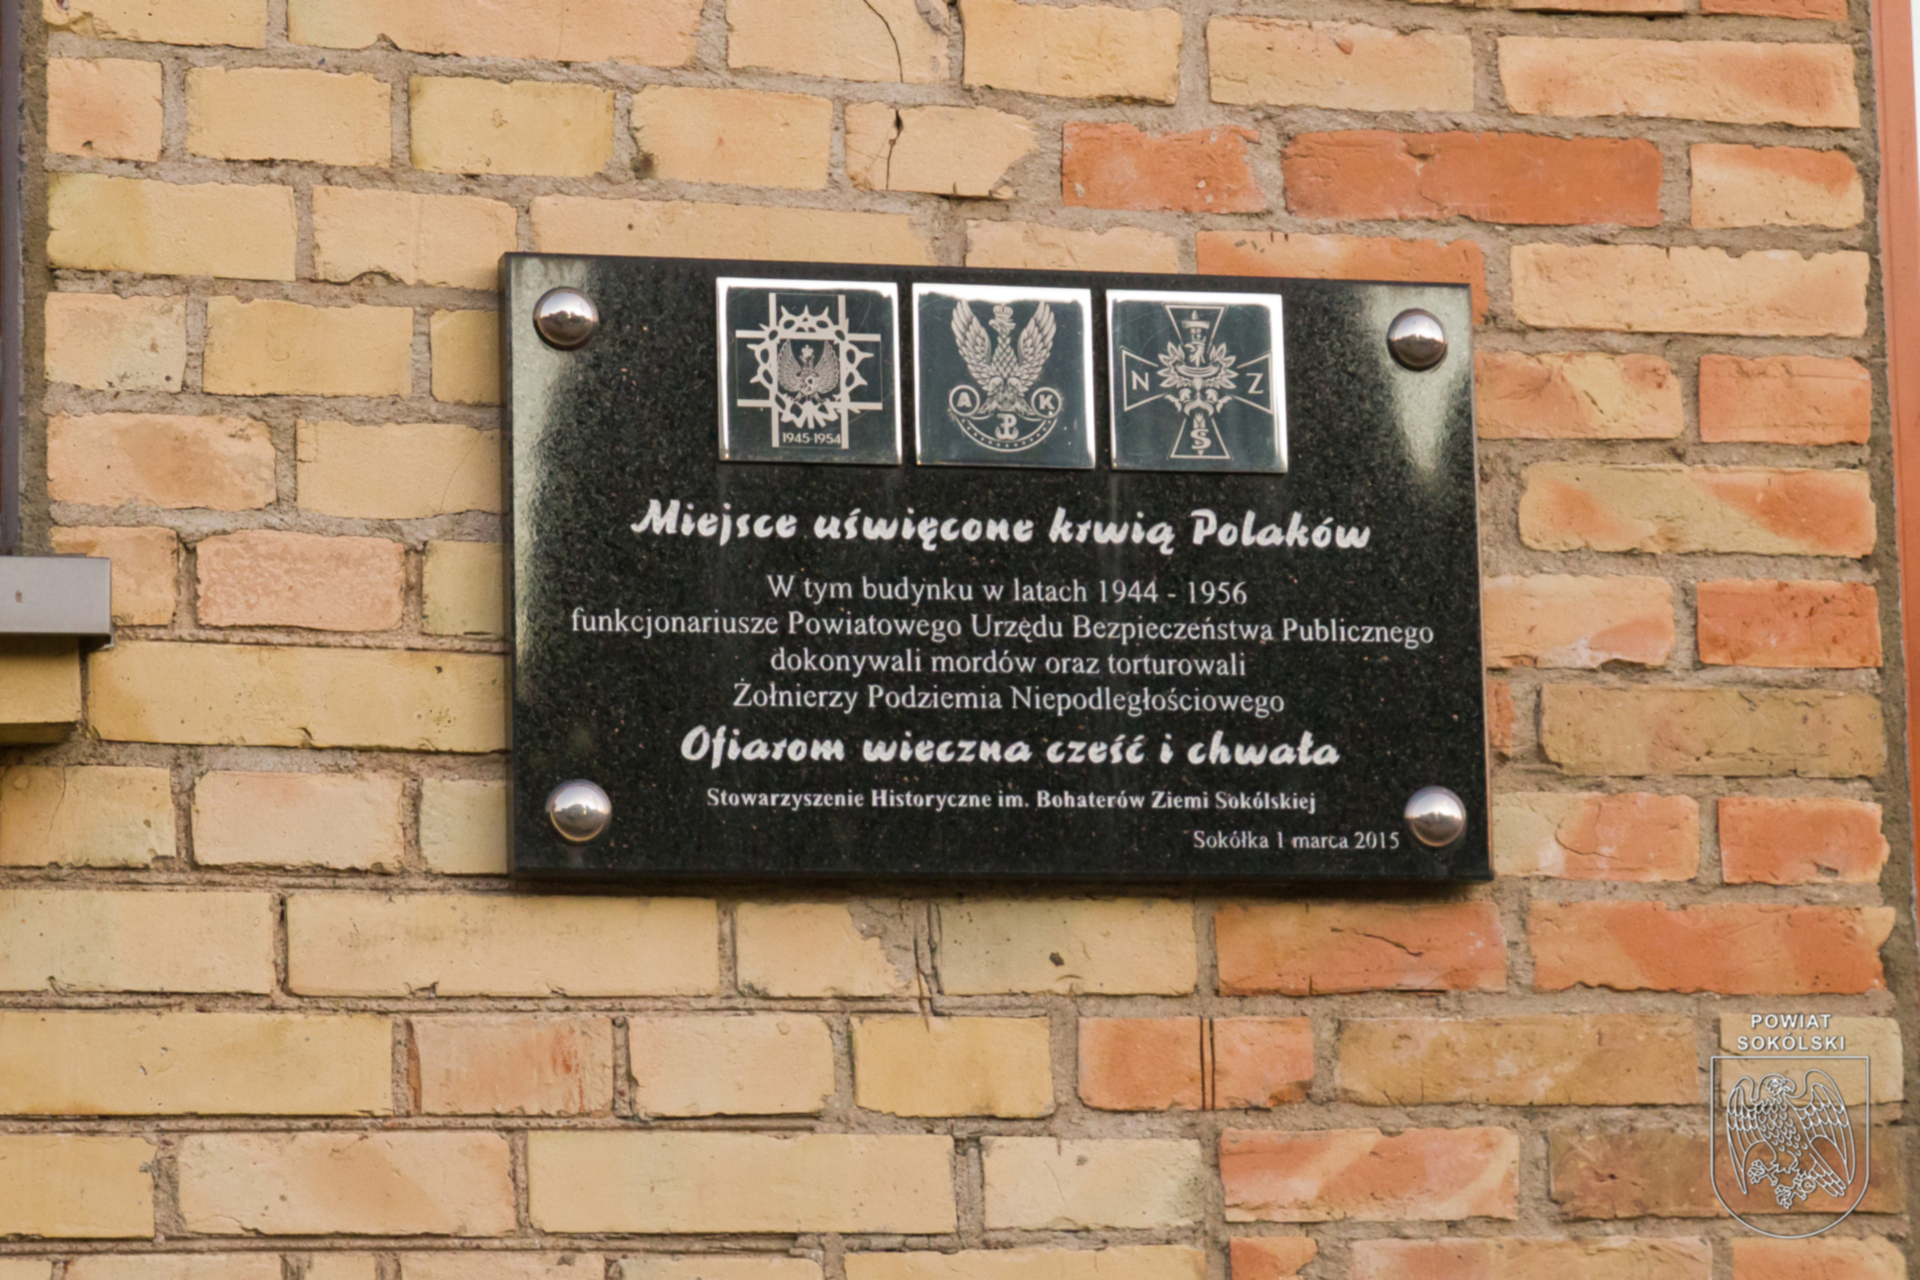 1945-1954
A K
N Z
Miejsce uświęcone krwią Polaków
W tym budynku w latach 1944 - 1956
funkcjonariusze Powiatowego Urzędu Bezpieczeństwa Publicznego
dokonywali mordów oraz torturowali
Żołnierzy Podziemia Niepodległościowego
Ofiarom wieczna cześć i chwała
Stowarzyszenie Historyczne im. Bohaterów Ziemi Sokólskiej
Sokółka 1 marca 2015
POWIAT
SOKÓLSKI